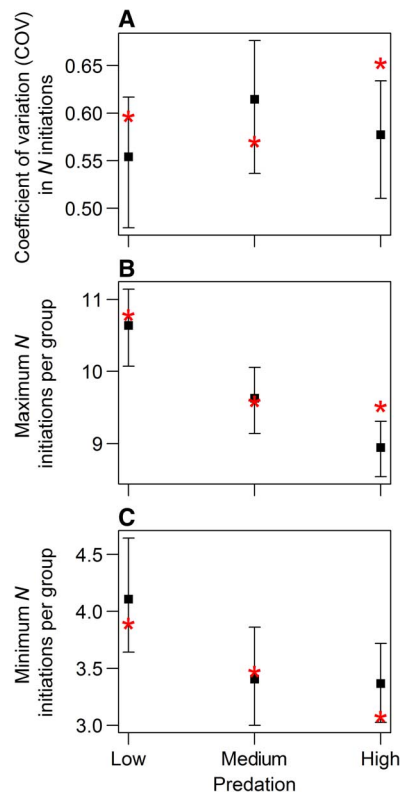 A
Coefficient of variation (COV)
in N initiations
0.65
0.60
0.55
0.50
B
Maximum N
initiations per group
11
10
9
C
Minimum N
initiations per group
4.5
4.0
3.5
3.0
Low Medium High
Predation